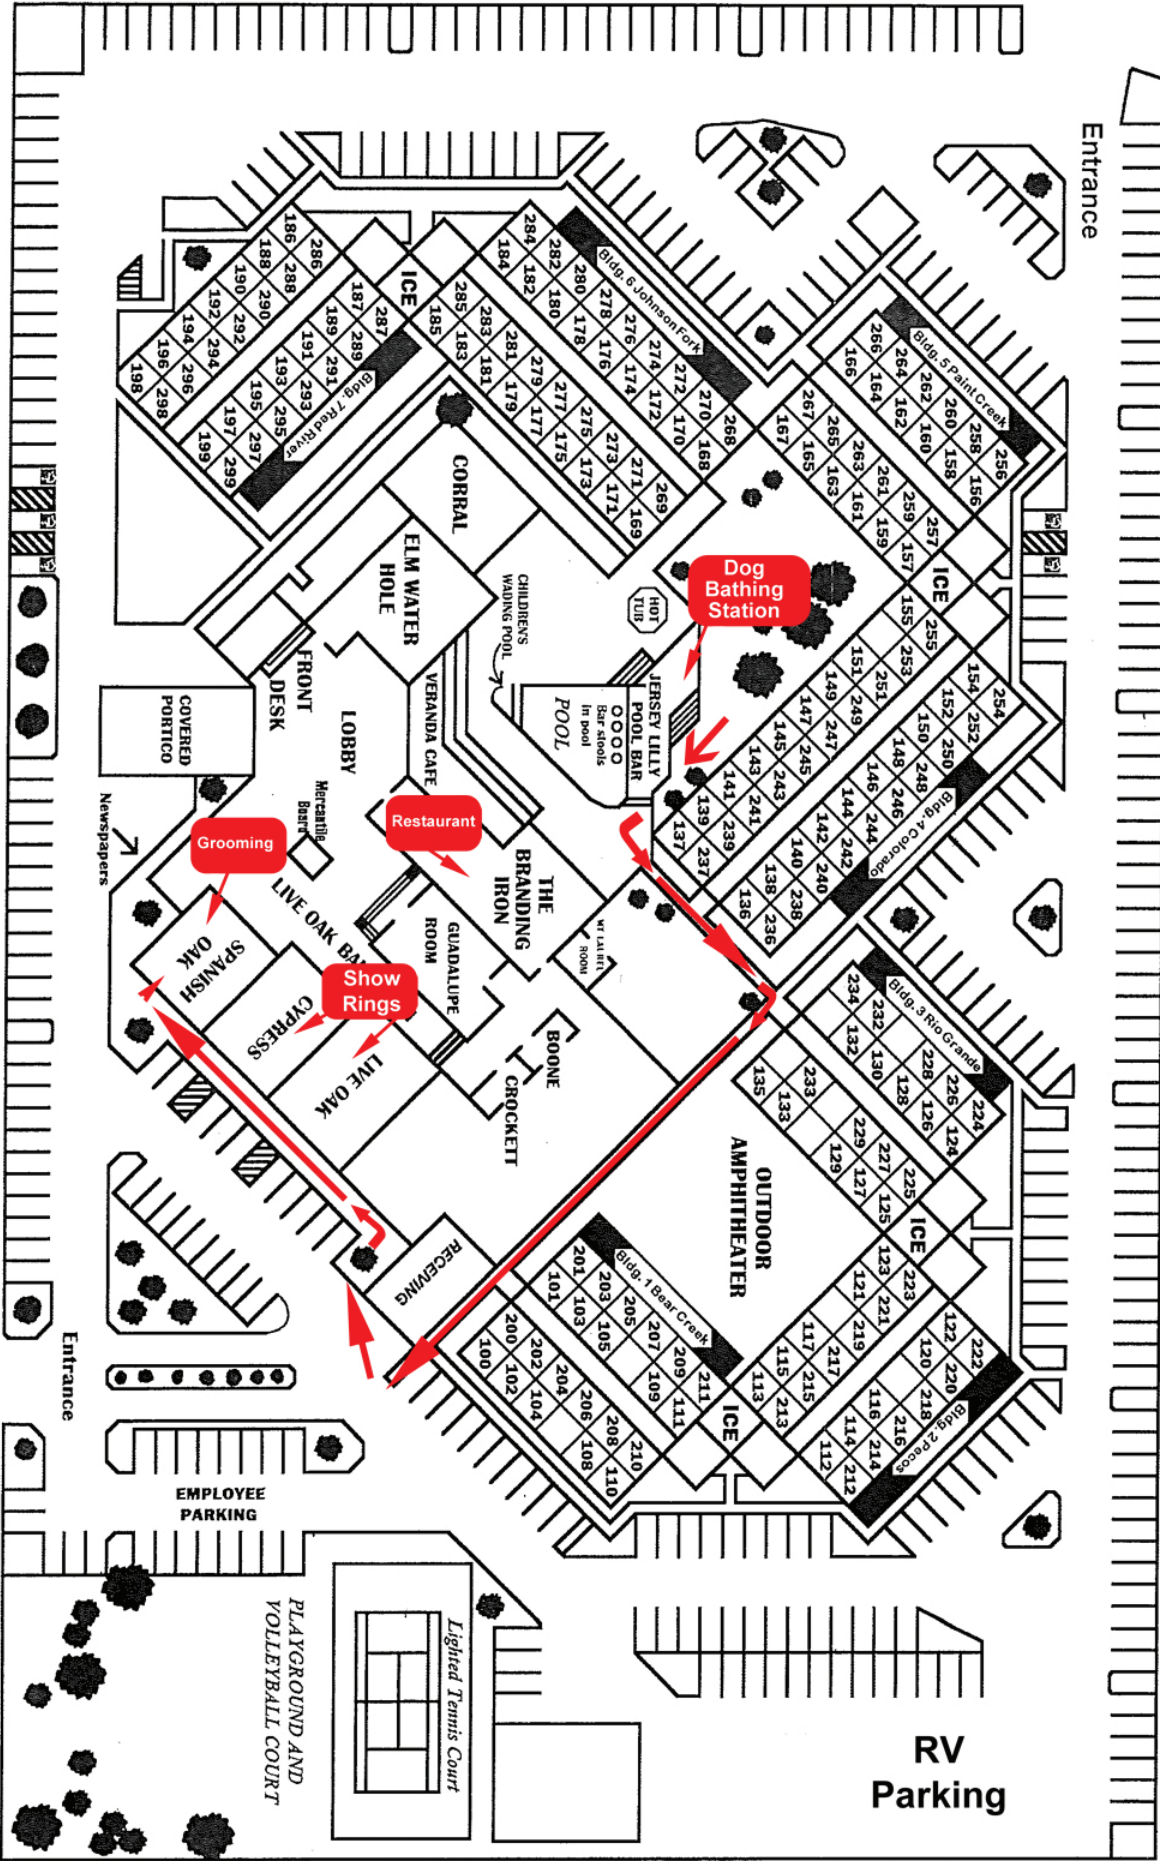 Entrance
Bldg. 6 Johnson Fork
284 282 280 278 276 274 272 270 268
184 182 180 178 176 174 172 170 168
285 283 281 279 277 275 273 271 269
185 183 181 179 177 175 173 171 169
ICE
186 188 190 192 194 196 198
286 288 290 292 294 296 298
187 189 191 193 195 197 199
287 289 291 293 295 297 299
Bldg. 7 Red River
Bldg. 5 Paint Creek
266 264 262 260 258 256
166 164 162 160 158 156
267 265 263 261 259 257
167 165 163 161 159 157
ICE
155 151 149 147 145 143 141 139 137
255 253 251 249 247 245 243 241 239 237
154 152 150 148 146 144 142 140 138 136
254 252 250 248 246 244 242 240 238 236
Bldg. 4 Colorado
CORRAL
ELM WATER
HOLE
CHILDREN'S
WADING POOL
HOT
TUB
Dog
Bathing
Station
JERSEY LILLY
POOL BAR
Bar stools
in pool
POOL
VERANDA CAFE
FRONT
DESK
LOBBY
COVERED
PORTICO
Newspapers
Mercantile
Board
Grooming
Restaurant
THE
BRANDING
IRON
LIVE OAK BA
GUADALUPE
ROOM
MT LAUREL
ROOM
SPANISH
OAK
Show
Rings
CYPRESS
LIVE OAK
BOONE
CROCKETT
Bldg. 3 Rio Grande
234 232 228 226 224
132 130 128 126 124
233 229 227 225
135 133 129 127 125
ICE
123 121 117 115 113
223 221 219 217 215 213
122 120 116 114 112
222 220 218 216 214 212
Bldg. 2 Pecos
OUTDOOR
AMPHITHEATER
RECEIVING
Bldg. 1 Bear Creek
201 203 205 207 209 211
101 103 105 109 111
ICE
200 202 204 206 208 210
100 102 104 108 110
Entrance
EMPLOYEE
PARKING
PLAYGROUND AND
VOLLEYBALL COURT
Lighted Tennis Court
RV
Parking